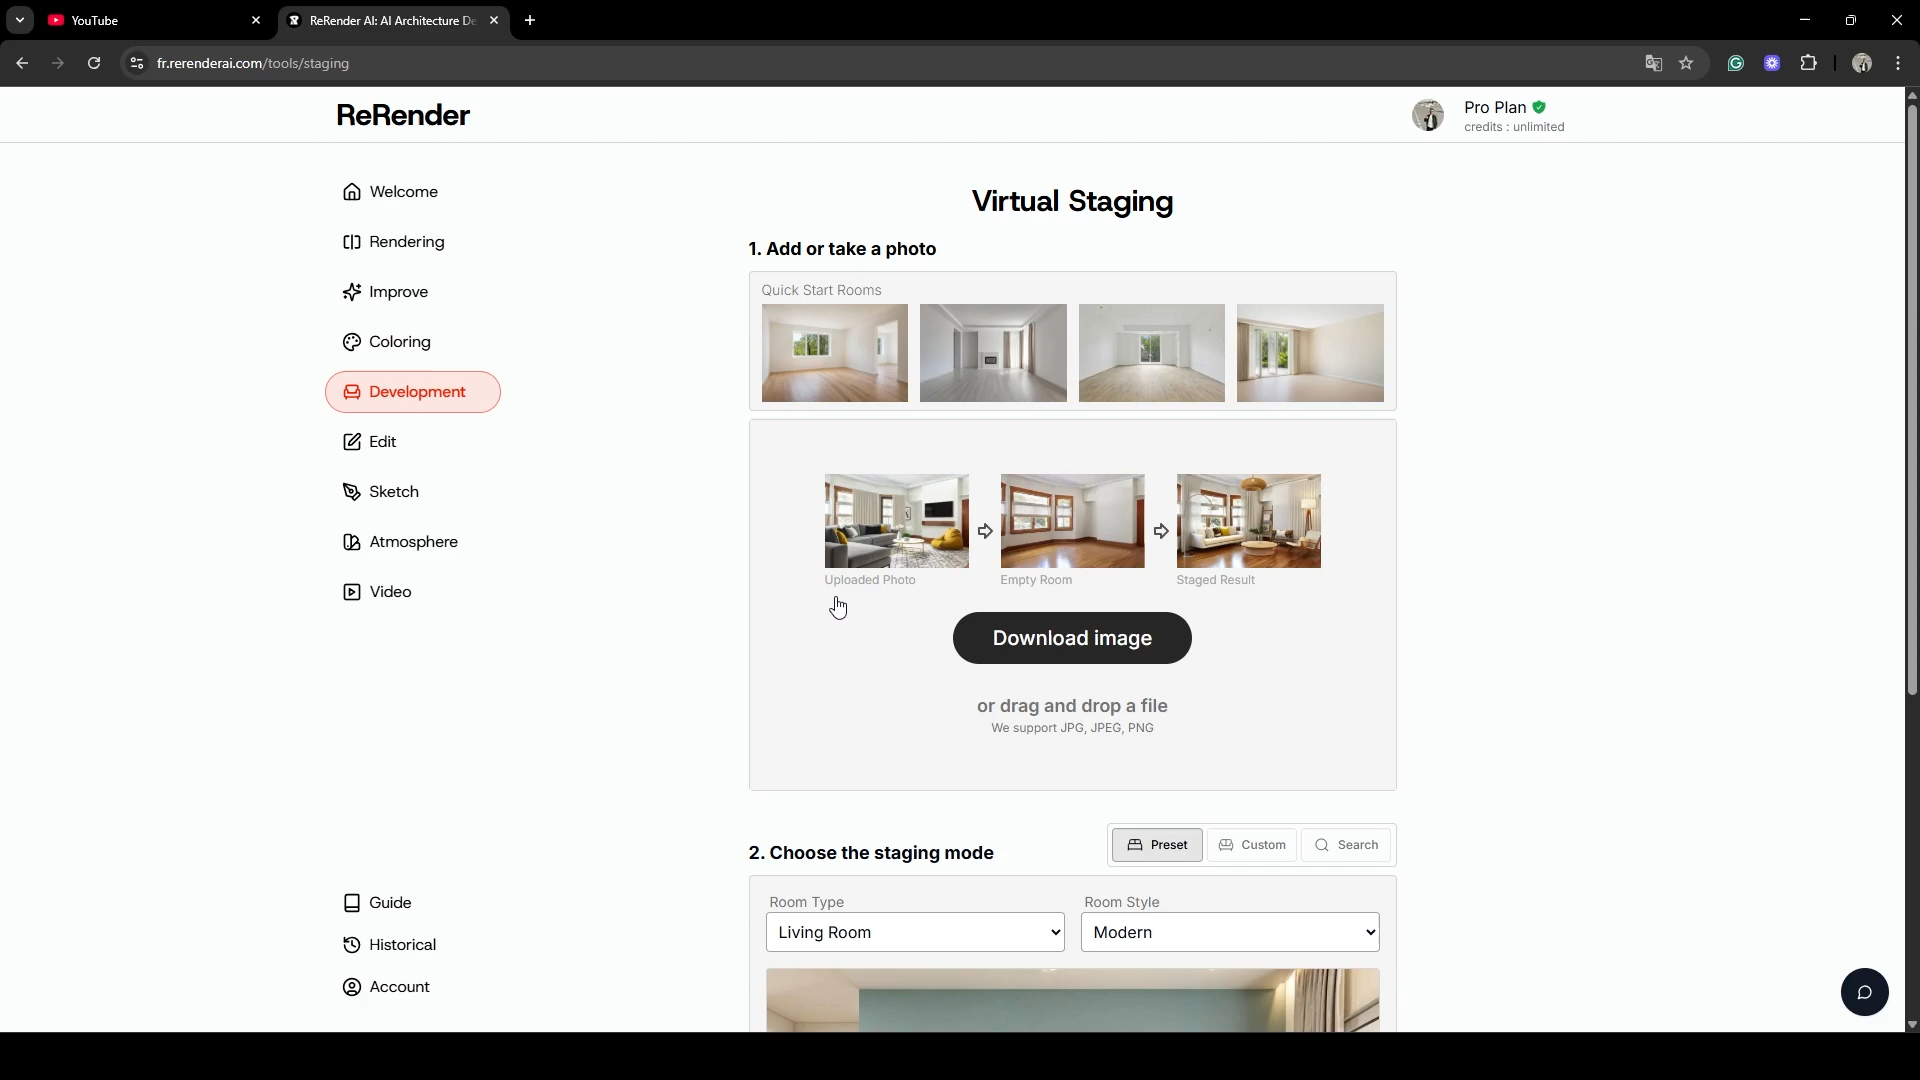 YouTube
ReRender AI: AI Architecture De
fr.rerenderai.com/tools/staging
ReRender
Pro Plan
credits : unlimited
Welcome
Rendering
Improve
Coloring
Development
Edit
Sketch
Atmosphere
Video
Guide
Historical
Account
Virtual Staging
1. Add or take a photo
Quick Start Rooms
Uploaded Photo
Empty Room
Staged Result
Download image
or drag and drop a file
We support JPG, JPEG, PNG
2. Choose the staging mode
Preset
Custom
Search
Room Type
Room Style
Living Room
Modern